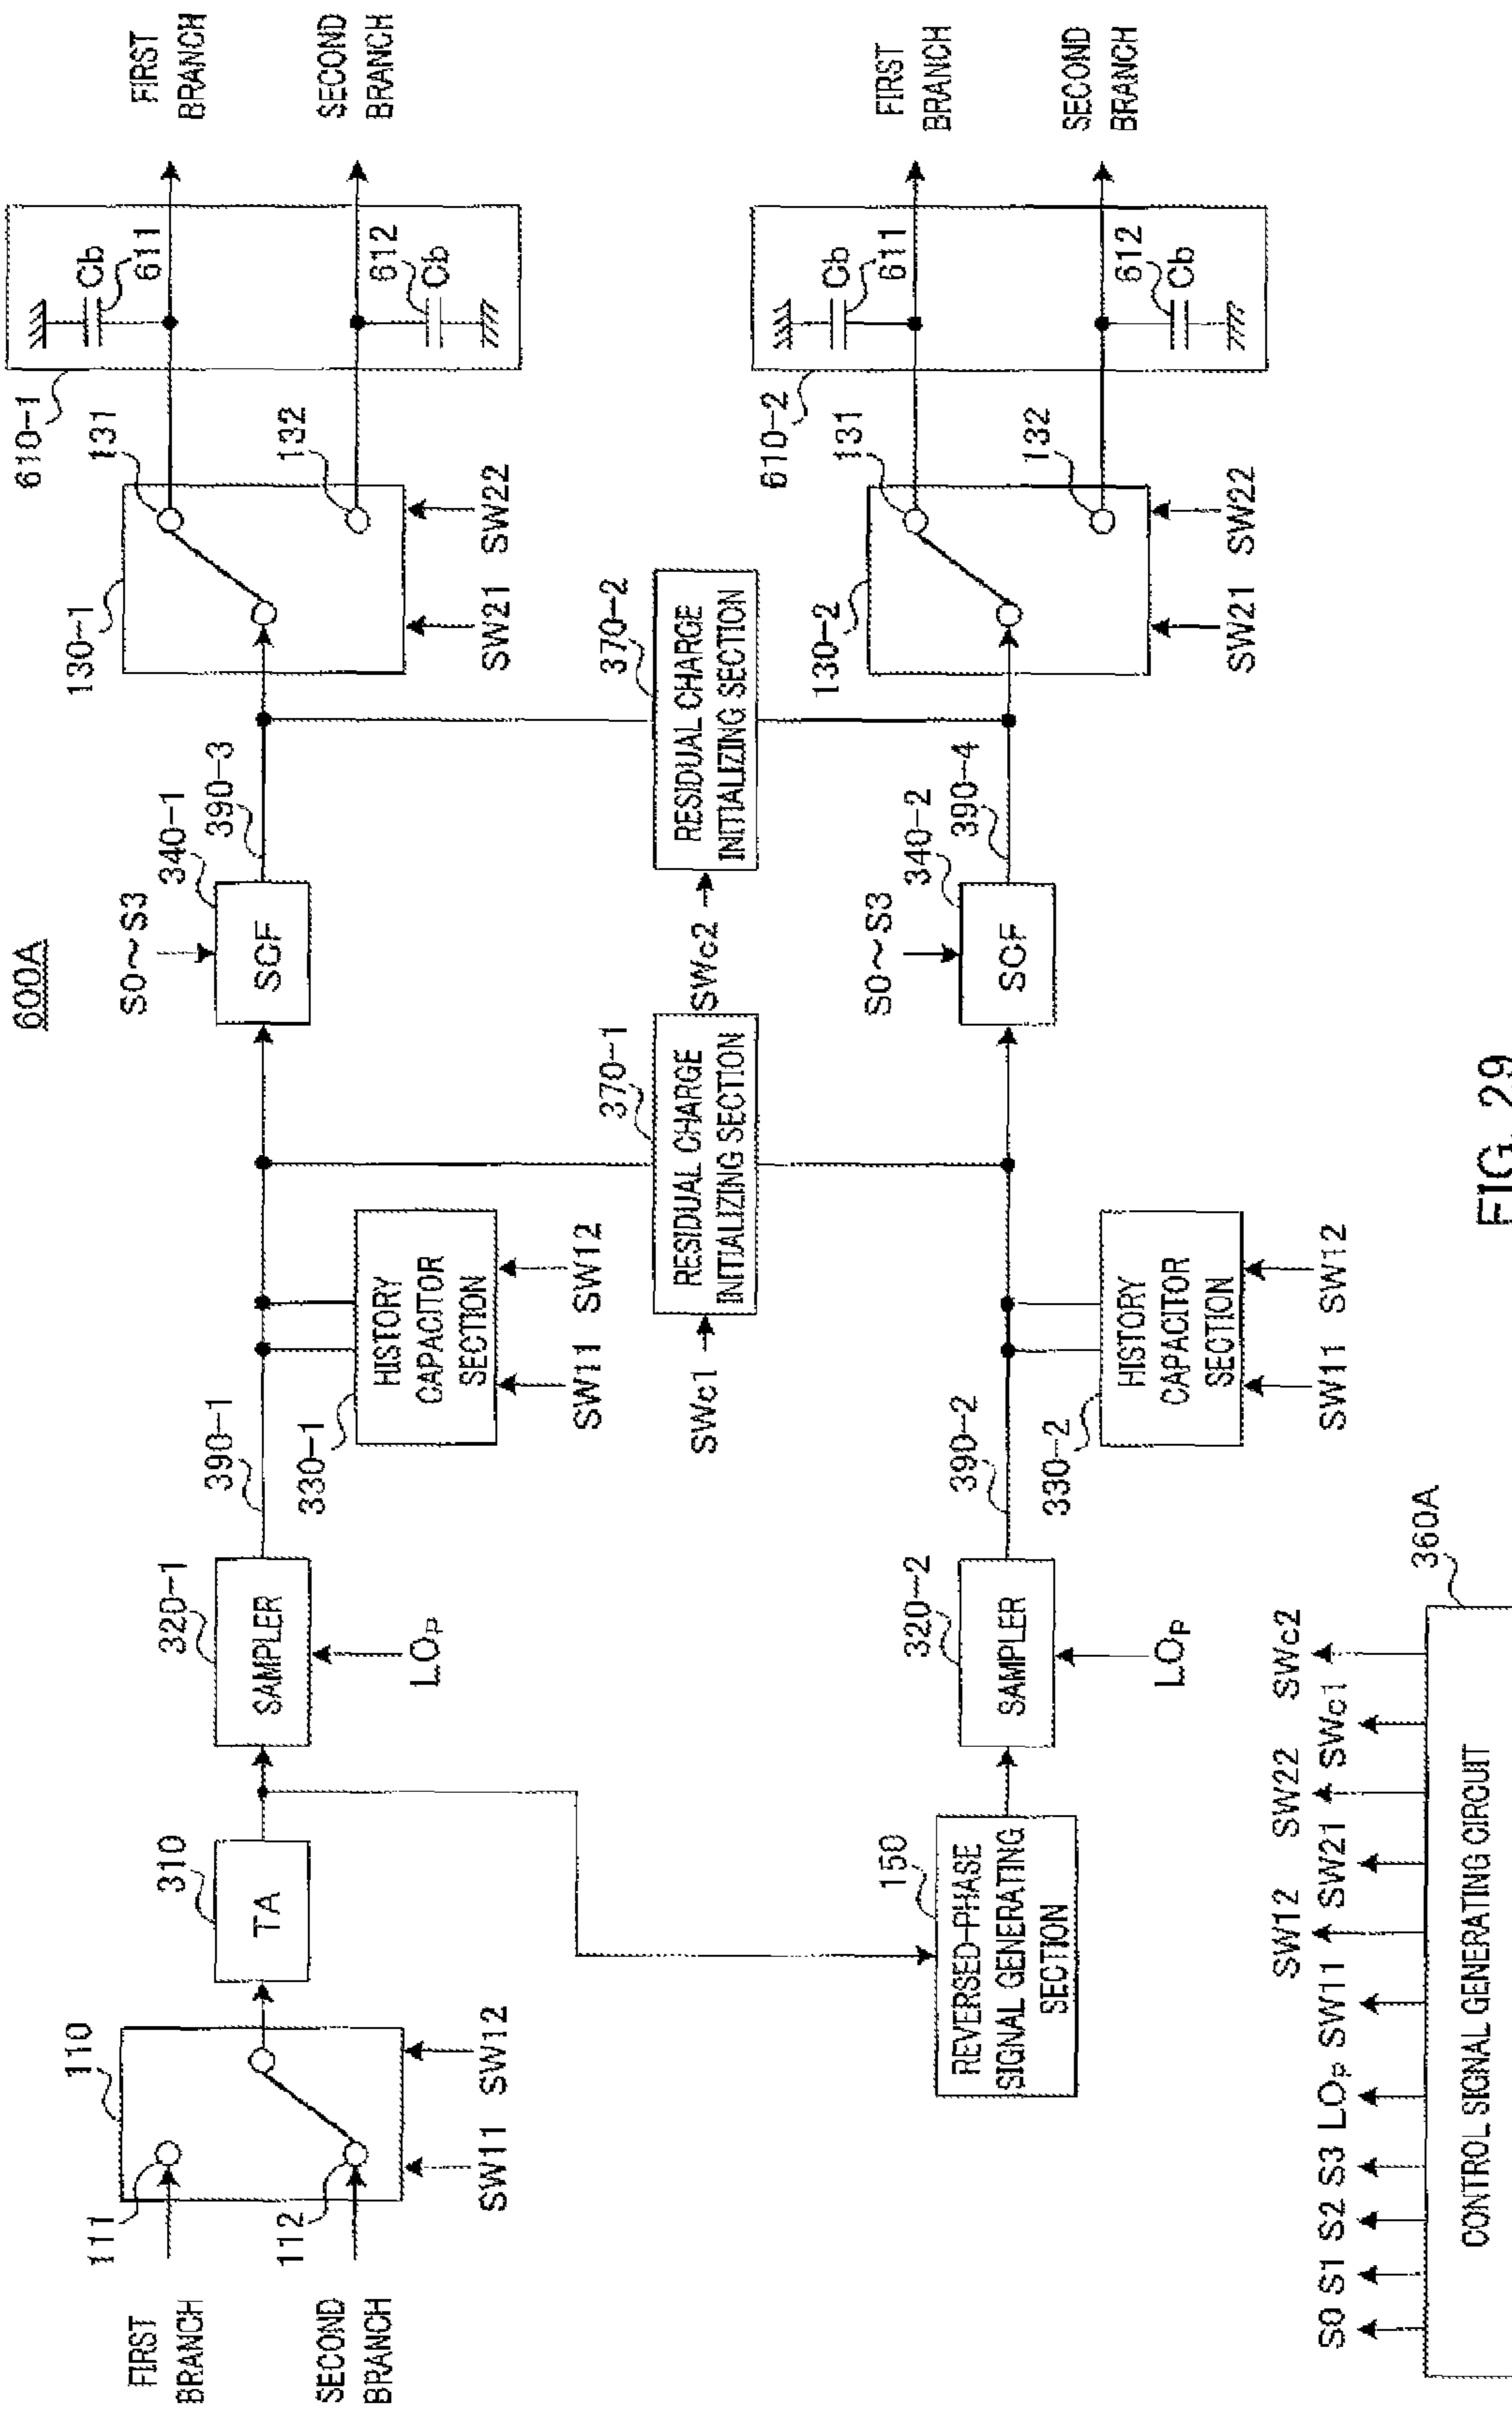 600A
FIRST
BRANCH
SECOND
BRANCH
111
112
110
SW11 SW12
310
TA
320-1
SAMPLER
LOP
390-1
330-1
HISTORY
CAPACITOR
SECTION
SW11 SW12
S0~S3
340-1
SCF
390-3
130-1
SW21 SW22
131
132
610-1
Cb
611
612
Cb
FIRST
BRANCH
SECOND
BRANCH
370-1
RESIDUAL CHARGE
INITIALIZING SECTION
SWc1
370-2
RESIDUAL CHARGE
INITIALIZING SECTION
SWc2
150
REVERSED-PHASE
SIGNAL GENERATING
SECTION
320-2
SAMPLER
LOP
390-2
330-2
HISTORY
CAPACITOR
SECTION
SW11 SW12
S0~S3
340-2
SCF
390-4
130-2
SW21 SW22
131
132
610-2
Cb
611
612
Cb
FIRST
BRANCH
SECOND
BRANCH
SW12 SW22 SWc2
S0 S1 S2 S3 LOP SW11 SW21 SWc1
360A
CONTROL SIGNAL GENERATING CIRCUIT
FIG. 29